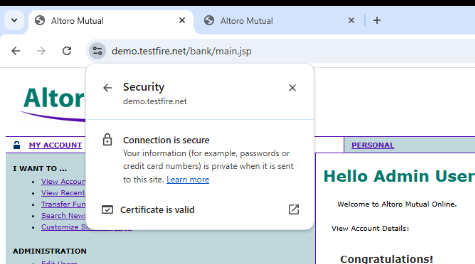 Altoro Mutual
Altoro Mutual
demo.testfire.net/bank/main.jsp
Security
demo.testfire.net
Altor
Connection is secure
Your information (for example, passwords or
credit card numbers) is private when it is sent
to this site. Learn more
Certificate is valid
MY ACCOUNT
PERSONAL
I WANT TO ...
View Accoun
View Recent
Transfer Fun
Search New
Customize
ADMINISTRATION
Edit Users
Hello Admin User
Welcome to Altoro Mutual Online.
View Account Details:
Congratulations!